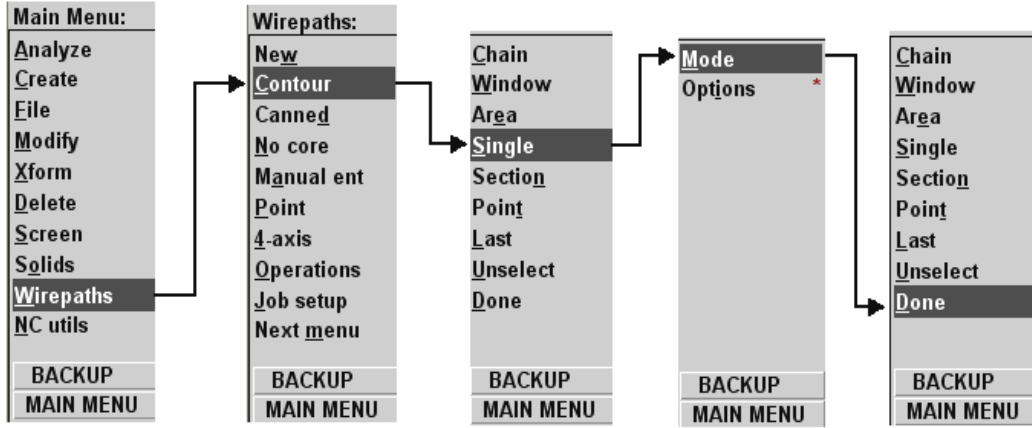 Main Menu:
Analyze
Create
File
Modify
Xform
Delete
Screen
Solids
Wirepaths
NC utils
BACKUP
MAIN MENU
Wirepaths:
New
Contour
Canned
No core
Manual ent
Point
4-axis
Operations
Job setup
Next menu
BACKUP
MAIN MENU
Chain
Window
Area
Single
Section
Point
Last
Unselect
Done
BACKUP
MAIN MENU
Mode
Options *
BACKUP
MAIN MENU
Chain
Window
Area
Single
Section
Point
Last
Unselect
Done
BACKUP
MAIN MENU